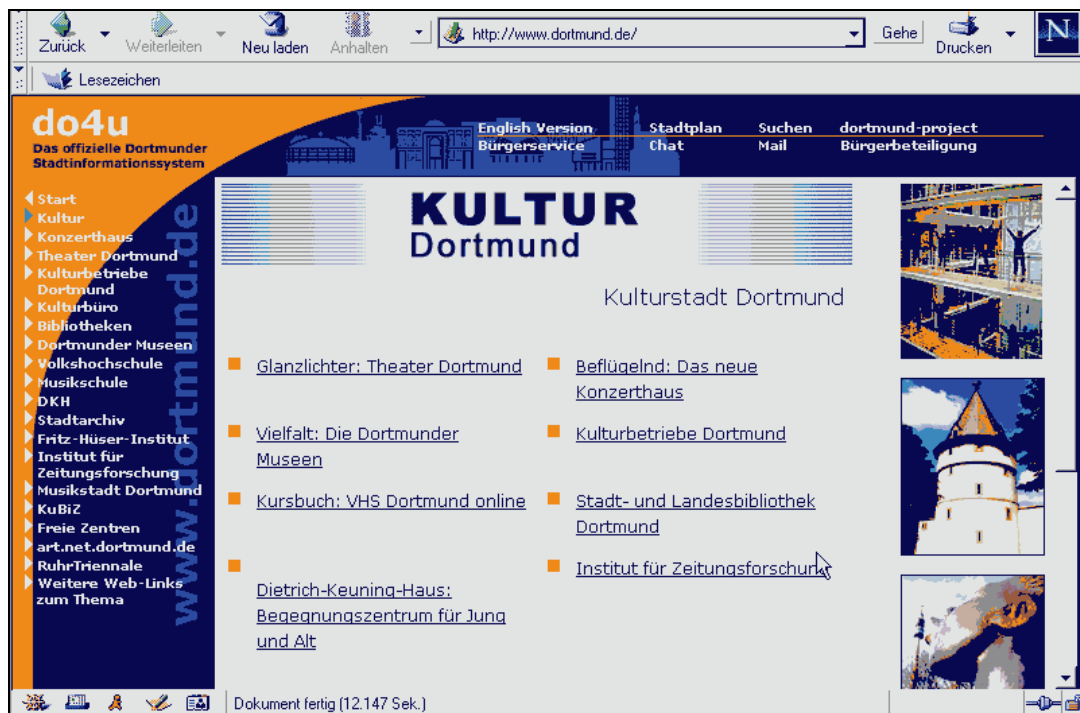 Zurück Weiterleiten Neu laden Anhalten http://www.dortmund.de/ Gehe Drucken N
Lesezeichen
do4u
Das offizielle Dortmunder
Stadtinformationssystem
English Version Stadtplan Suchen dortmund-project
Bürgerservice Chat Mail Bürgerbeteiligung
Start
Kultur
Konzerthaus
Theater Dortmund
Kulturbetriebe
Dortmund
Kulturbüro
Bibliotheken
Dortmunder Museen
Volkshochschule
Musikschule
DKH
Stadtarchiv
Fritz-Hüser-Institut
Institut für
Zeitungsforschung
Musikstadt Dortmund
KuBiZ
Freie Zentren
art.net.dortmund.de
RuhrTriennale
Weitere Web-Links
zum Thema
www.dortmund.de
KULTUR
Dortmund
Kulturstadt Dortmund
Glanzlichter: Theater Dortmund
Beflügelnd: Das neue
Konzerthaus
Vielfalt: Die Dortmunder
Museen
Kulturbetriebe Dortmund
Kursbuch: VHS Dortmund online
Stadt- und Landesbibliothek
Dortmund
Institut für Zeitungsforschung
Dietrich-Keuning-Haus:
Begegnungszentrum für Jung
und Alt
Dokument fertig (12.147 Sek.)